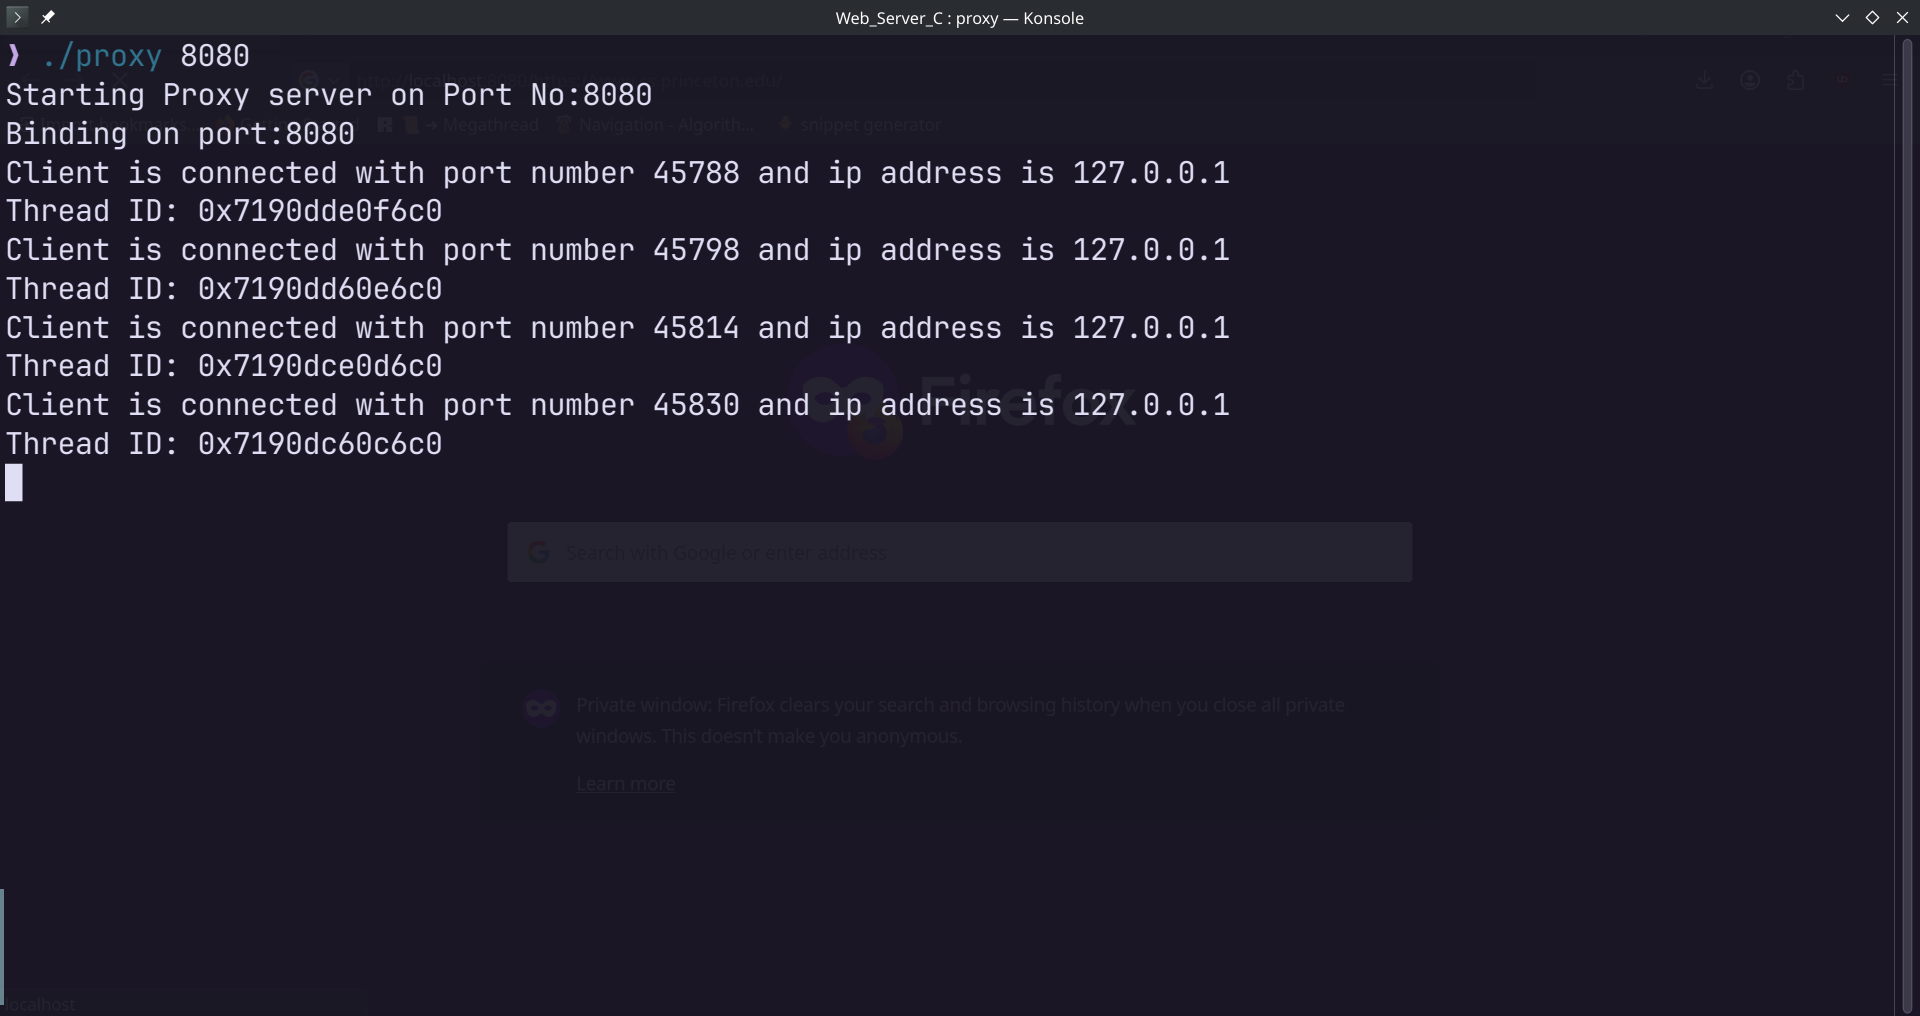 Web_Server_C : proxy — Konsole
❯ ./proxy 8080
Starting Proxy server on Port No:8080
Binding on port:8080
Client is connected with port number 45788 and ip address is 127.0.0.1
Thread ID: 0x7190dde0f6c0
Client is connected with port number 45798 and ip address is 127.0.0.1
Thread ID: 0x7190dd60e6c0
Client is connected with port number 45814 and ip address is 127.0.0.1
Thread ID: 0x7190dce0d6c0
Client is connected with port number 45830 and ip address is 127.0.0.1
Thread ID: 0x7190dc60c6c0
Megathread
Navigation - Algorith...
snippet generator
Firefox
Search with Google or enter address
Private window: Firefox clears your search and browsing history when you close all private
windows. This doesn't make you anonymous.
Learn more
localhost